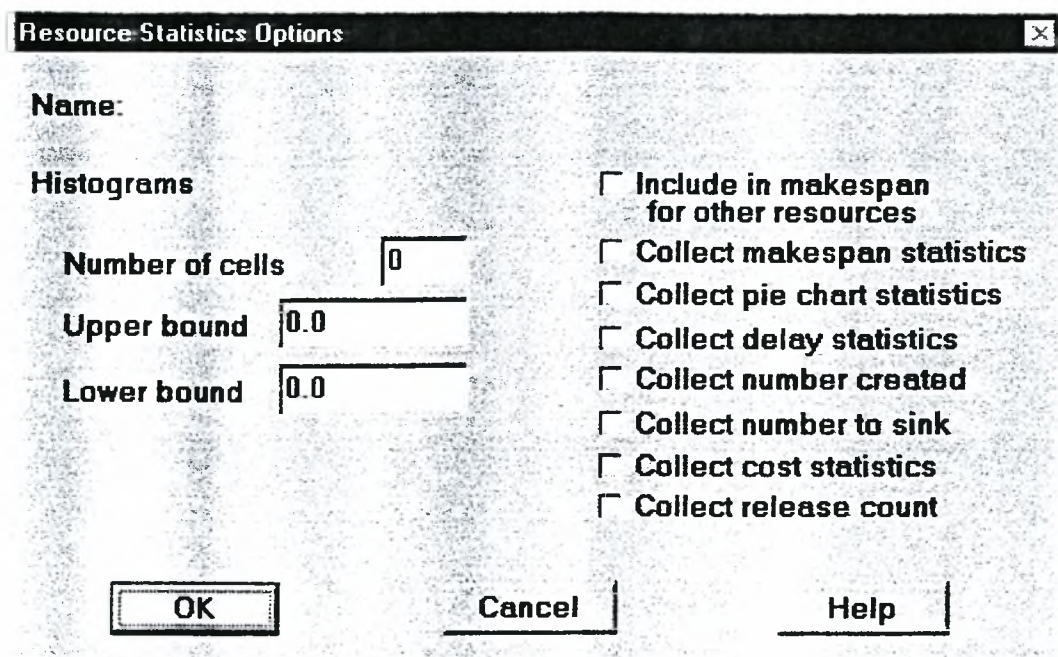 Resource Statistics Options
Name:
Histograms
Number of cells 0
Upper bound 0.0
Lower bound 0.0
Include in makespan
for other resources
Collect makespan statistics
Collect pie chart statistics
Collect delay statistics
Collect number created
Collect number to sink
Collect cost statistics
Collect release count
OK Cancel Help